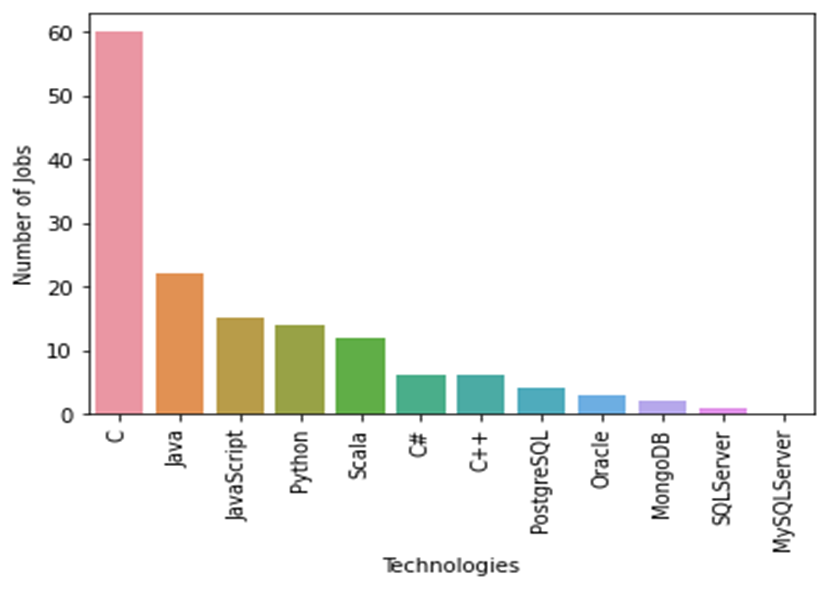 60
50
40
30
20
10
0
Number of Jobs
C
Java
JavaScript
Python
Scala
C#
C++
PostgreSQL
Oracle
MongoDB
SQLServer
MySQLServer
Technologies